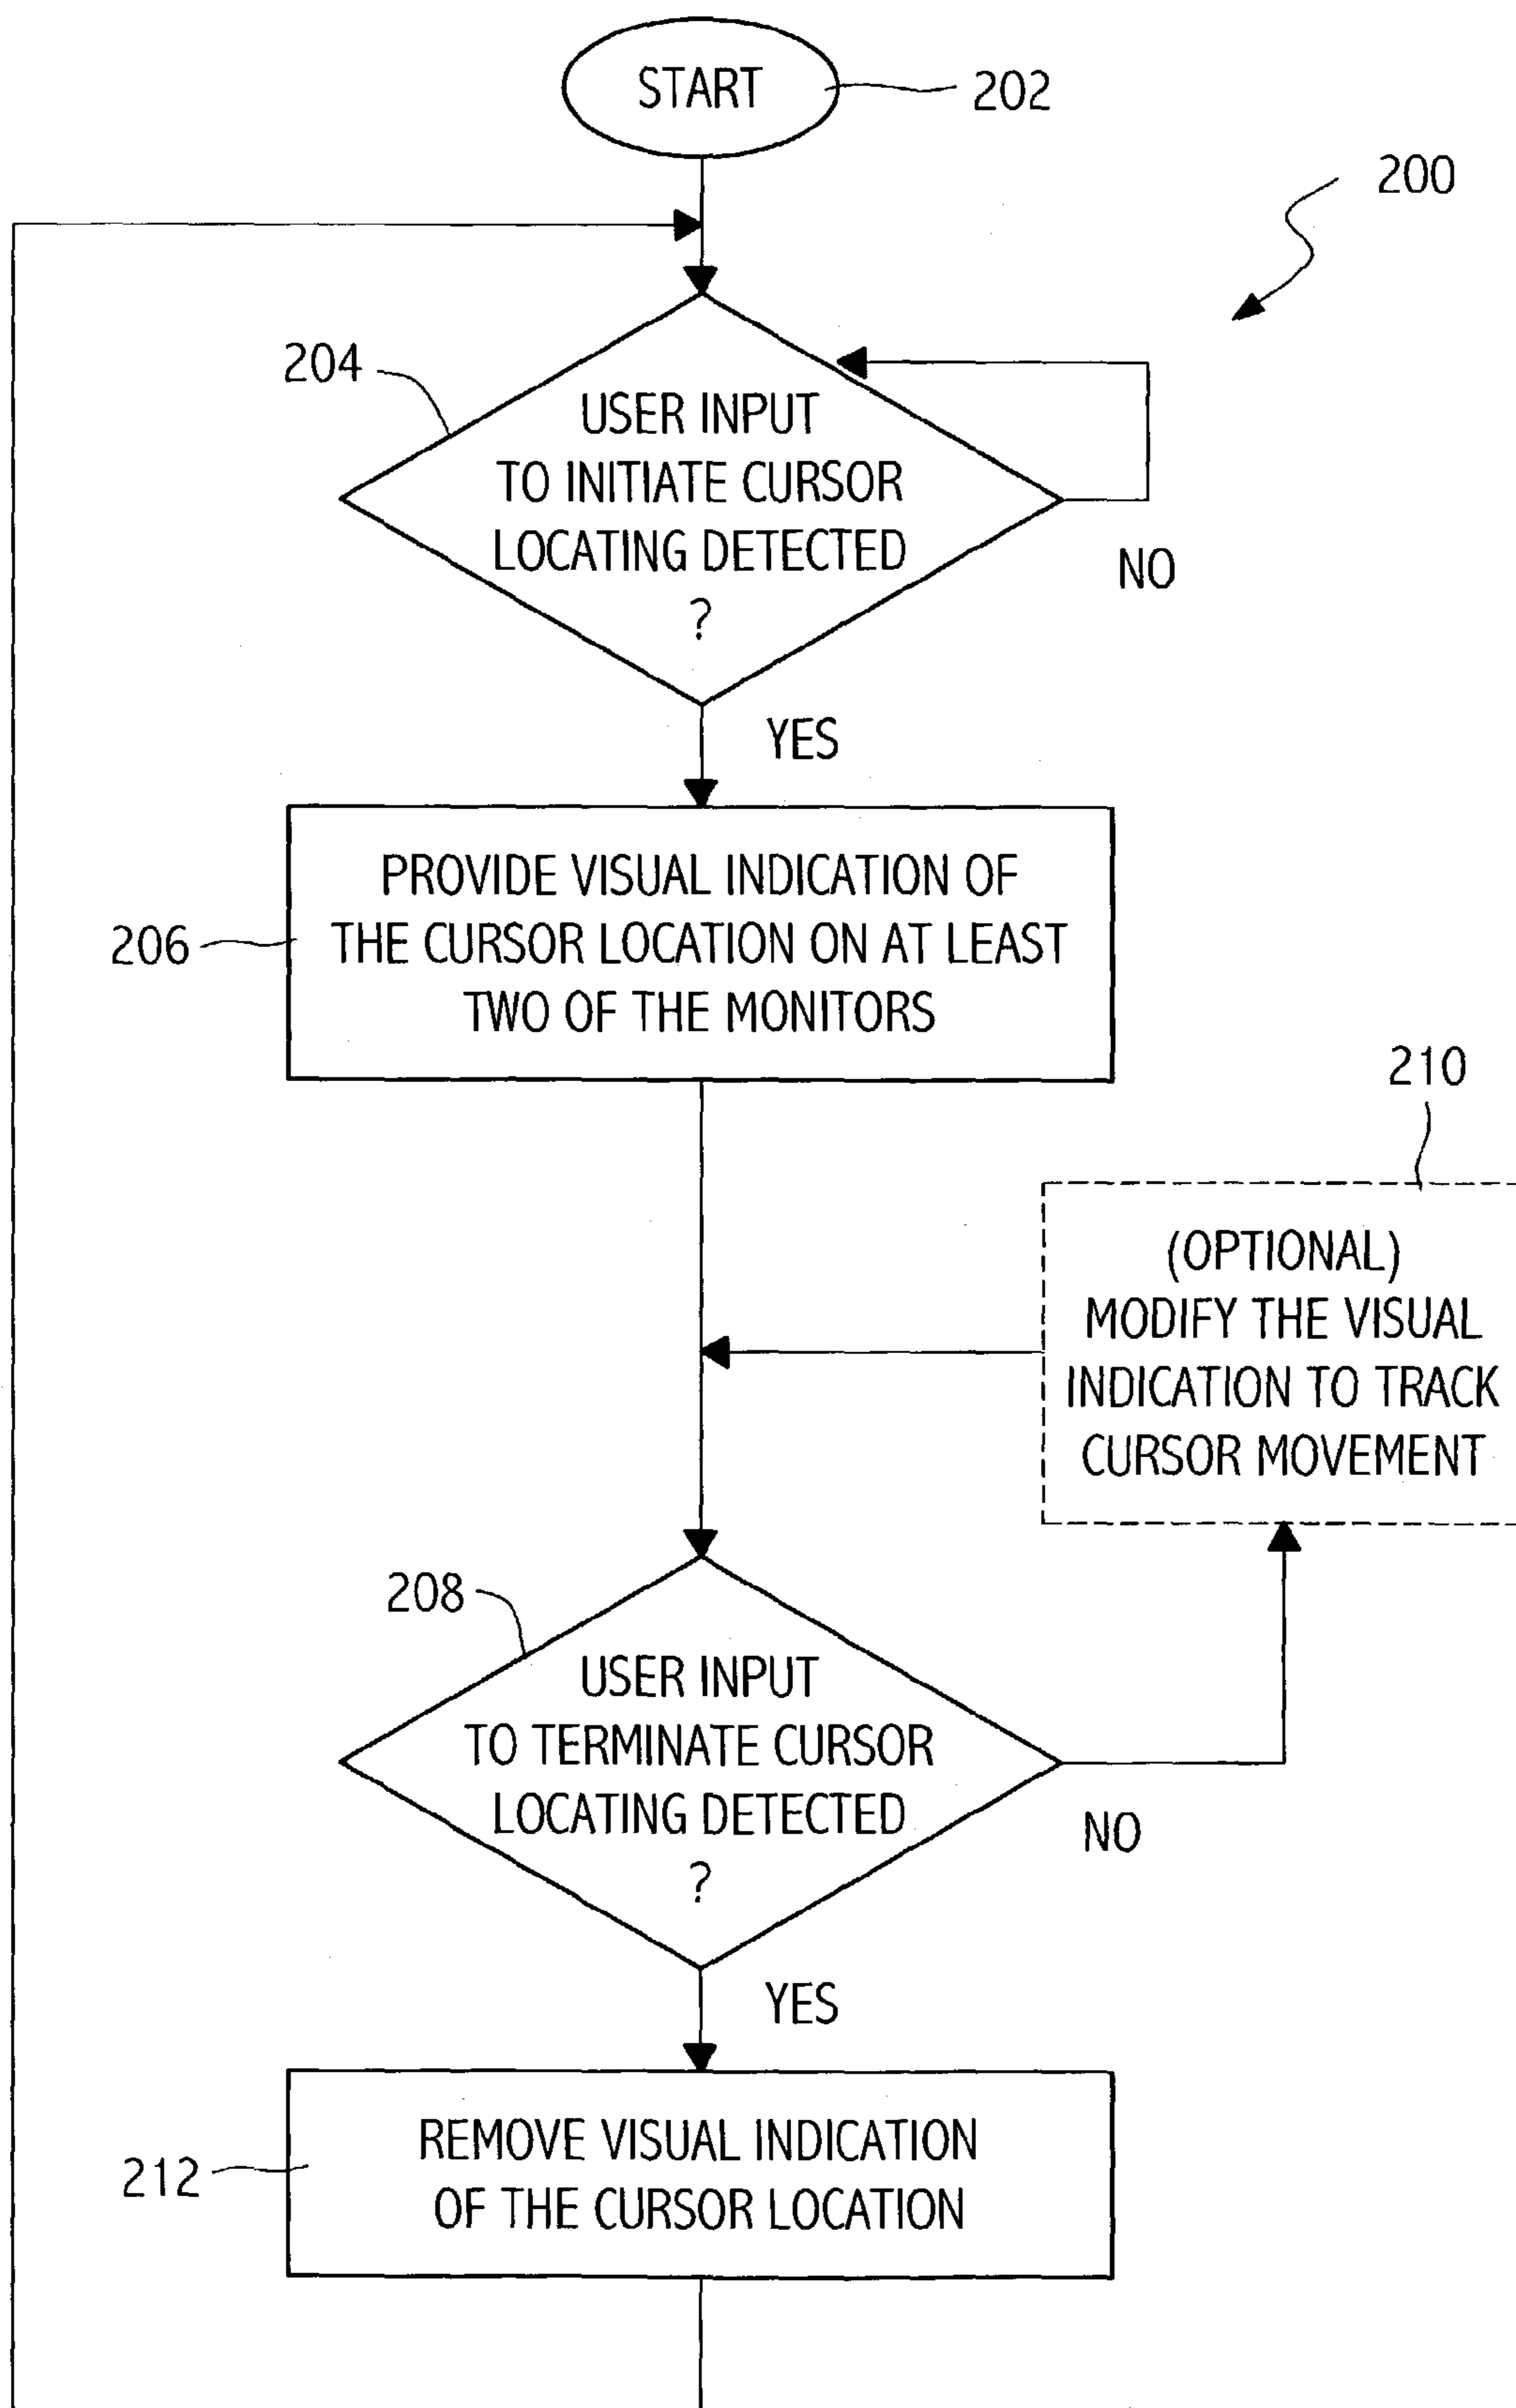 START
202
200
204
USER INPUT
TO INITIATE CURSOR
LOCATING DETECTED
?
NO
YES
206
PROVIDE VISUAL INDICATION OF
THE CURSOR LOCATION ON AT LEAST
TWO OF THE MONITORS
210
(OPTIONAL)
MODIFY THE VISUAL
INDICATION TO TRACK
CURSOR MOVEMENT
208
USER INPUT
TO TERMINATE CURSOR
LOCATING DETECTED
?
NO
YES
212
REMOVE VISUAL INDICATION
OF THE CURSOR LOCATION